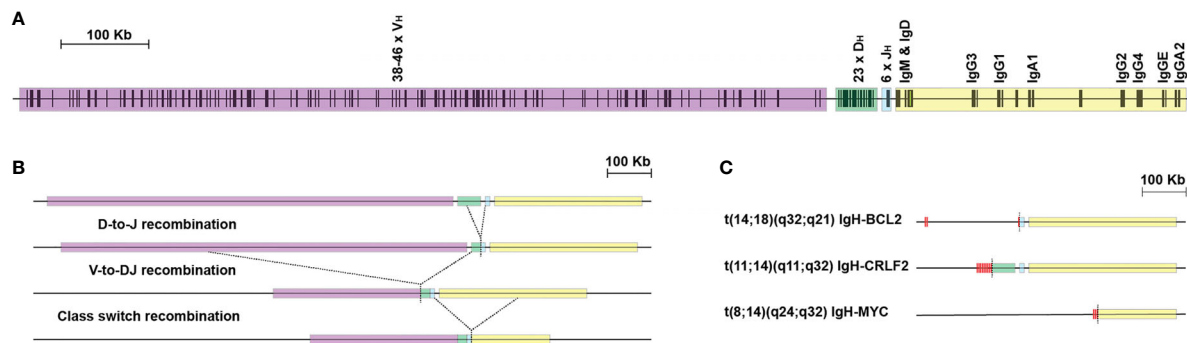 A
100 Kb
38-46 x VH
23 x DH
6 x JH
IgM & IgD
IgG3
IgG1
IgA1
IgG2
IgG4
IgGE
IgGA2
B
100 Kb
D-to-J recombination
V-to-DJ recombination
Class switch recombination
C
100 Kb
t(14;18)(q32;q21) IgH-BCL2
t(11;14)(q11;q32) IgH-CRLF2
t(8;14)(q24;q32) IgH-MYC